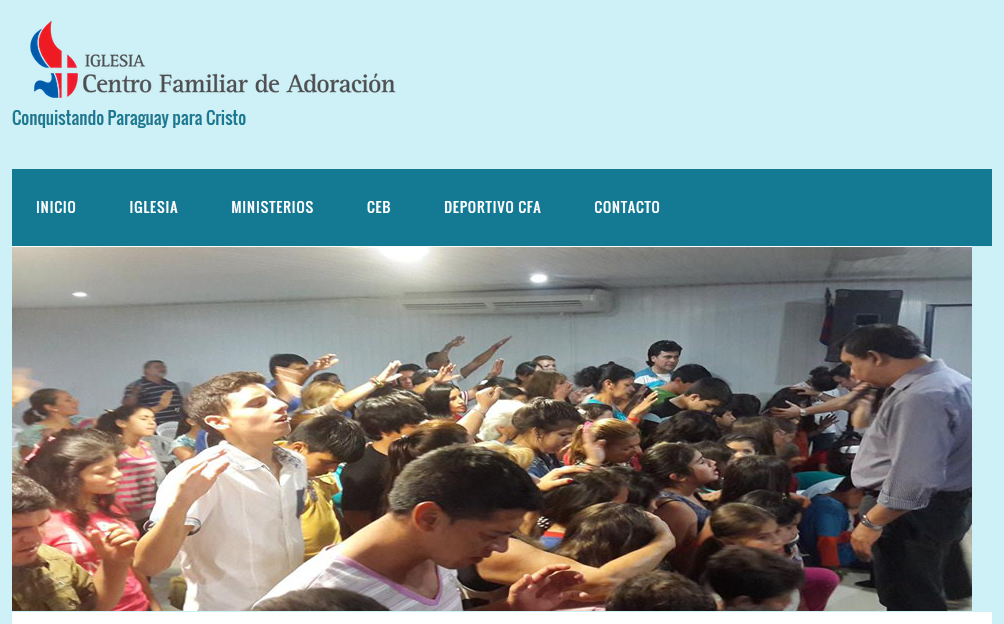 IGLESIA
Centro Familiar de Adoración
Conquistando Paraguay para Cristo
INICIO IGLESIA MINISTERIOS CEB DEPORTIVO CFA CONTACTO